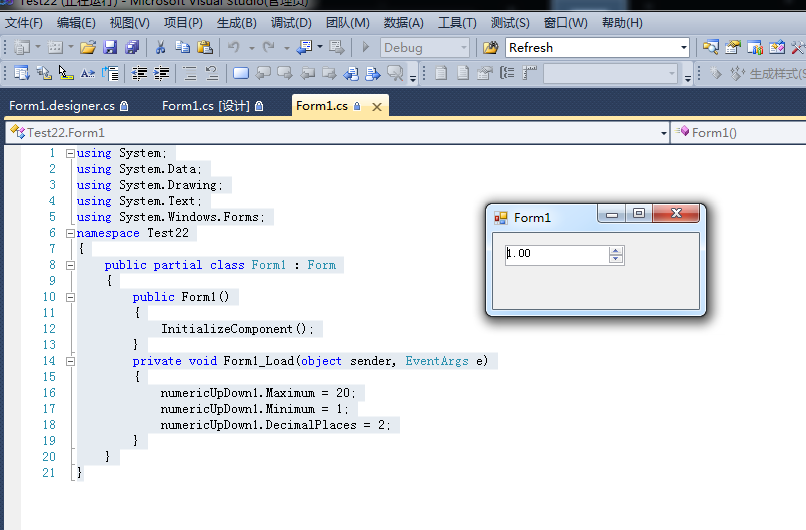 Test22 (正在运行) - Microsoft Visual Studio(管理员)
文件(F) 编辑(E) 视图(V) 项目(P) 生成(B) 调试(D) 团队(M) 数据(A) 工具(T) 测试(S) 窗口(W) 帮助(H)
Debug Refresh
生成样式(S
Form1.designer.cs Form1.cs [设计] Form1.cs
Test22.Form1 Form1()
1 using System;
2 using System.Data;
3 using System.Drawing;
4 using System.Text;
5 using System.Windows.Forms;
6 namespace Test22
7 {
8 public partial class Form1 : Form
9 {
10 public Form1()
11 {
12 InitializeComponent();
13 }
14 private void Form1_Load(object sender, EventArgs e)
15 {
16 numericUpDown1.Maximum = 20;
17 numericUpDown1.Minimum = 1;
18 numericUpDown1.DecimalPlaces = 2;
19 }
20 }
21 }
Form1
1.00